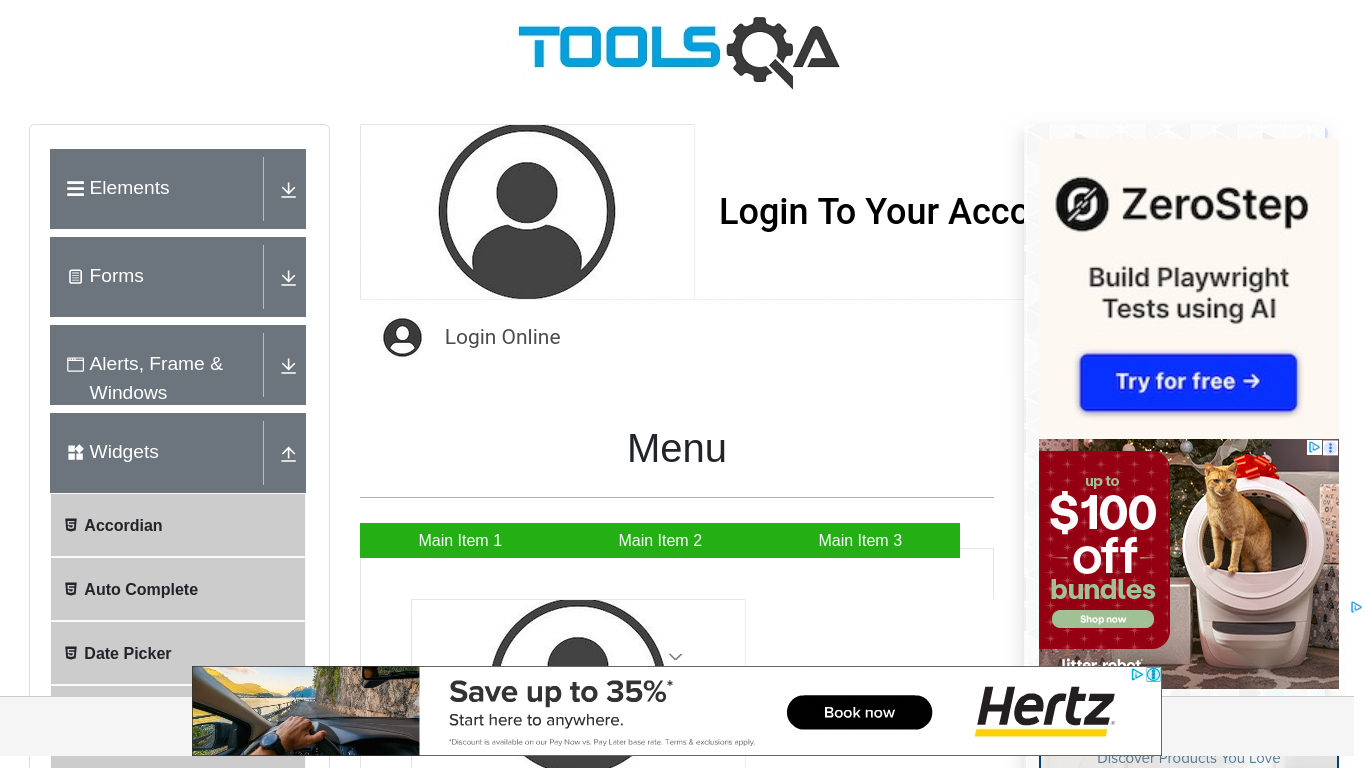 TOOLSQA
Elements
Forms
Alerts, Frame &
Windows
Widgets
Accordian
Auto Complete
Date Picker
Login To Your Acco
Login Online
Menu
Main Item 1
Main Item 2
Main Item 3
ZeroStep
Build Playwright
Tests using AI
Try for free →
up to
$100
off
bundles
Shop now
litter-robot
Save up to 35%*
Start here to anywhere.
*Discount is available on our Pay Now vs. Pay Later base rate. Terms & exclusions apply.
Book now
Hertz
Discover Products You Love